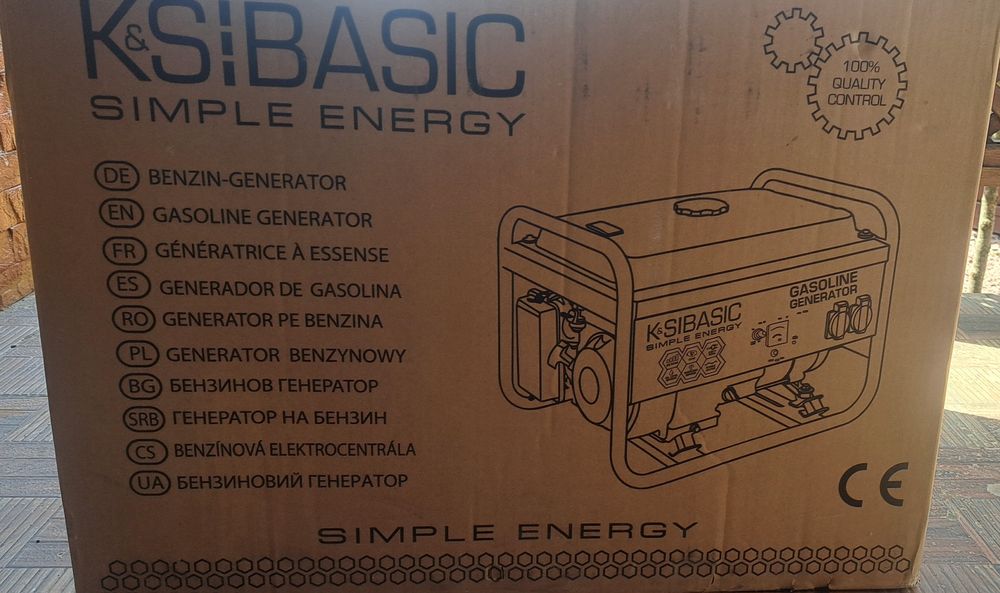 K&S BASIC
SIMPLE ENERGY
100%
QUALITY
CONTROL
DE BENZIN-GENERATOR
EN GASOLINE GENERATOR
FR GÉNÉRATRICE À ESSENSE
ES GENERADOR DE GASOLINA
RO GENERATOR PE BENZINA
PL GENERATOR BENZYNOWY
BG БЕНЗИНОВ ГЕНЕРАТОР
SRB ГЕНЕРАТОР НА БЕНЗИН
CS BENZÍNOVÁ ELEKTROCENTRÁLA
UA БЕНЗИНОВИЙ ГЕНЕРАТОР
GASOLINE
GENERATOR
K&S BASIC
SIMPLE ENERGY
CE
SIMPLE ENERGY